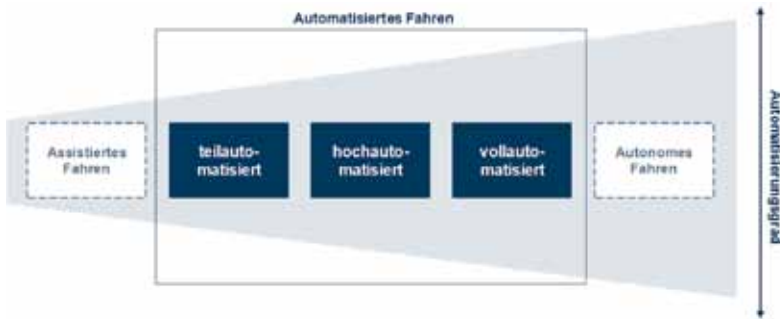 Automatisiertes Fahren
Assistiertes
Fahren
teilauto-
matisiert
hochauto-
matisiert
vollauto-
matisiert
Autonomes
Fahren
Automatisierungsgrad